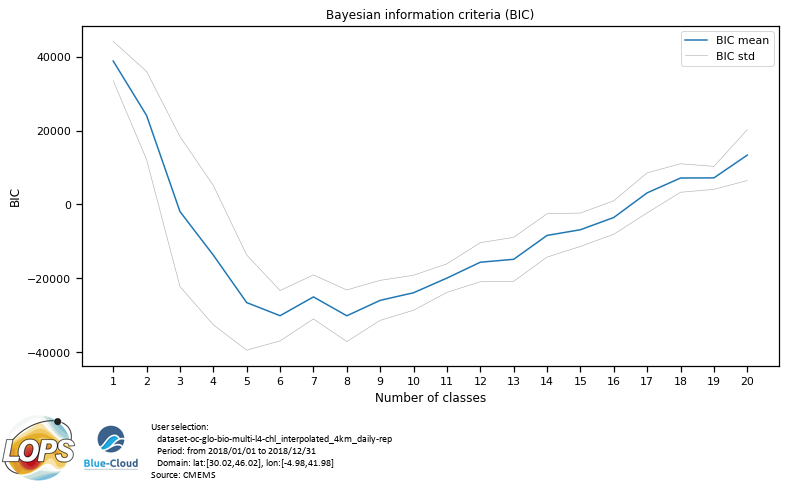 Bayesian information criteria (BIC)
BIC mean
BIC std
40000
20000
0
−20000
−40000
BIC
1 2 3 4 5 6 7 8 9 10 11 12 13 14 15 16 17 18 19 20
Number of classes
LOPS
Blue-Cloud
User selection:
dataset-oc-glo-bio-multi-l4-chl_interpolated_4km_daily-rep
Period: from 2018/01/01 to 2018/12/31
Domain: lat:[30.02,46.02], lon:[-4.98,41.98]
Source: CMEMS